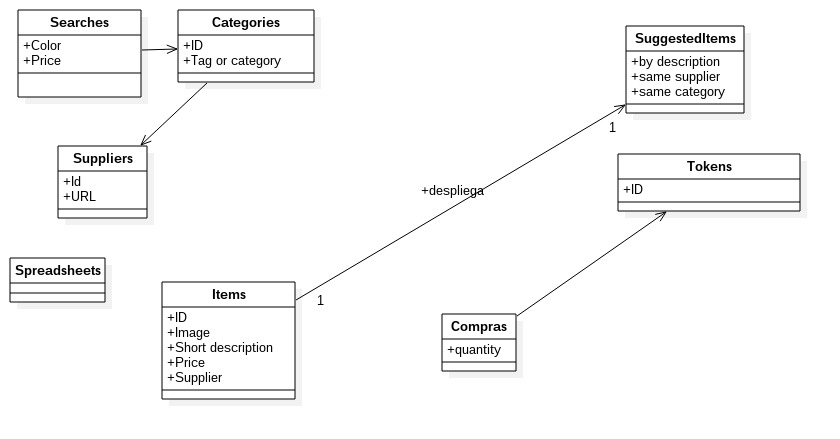 Searches
+Color
+Price
Categories
+ID
+Tag or category
SuggestedItems
+by description
+same supplier
+same category
1
Suppliers
+Id
+URL
Tokens
+ID
+despliega
Spreadsheets
Items
+ID
+Image
+Short description
+Price
+Supplier
1
Compras
+quantity